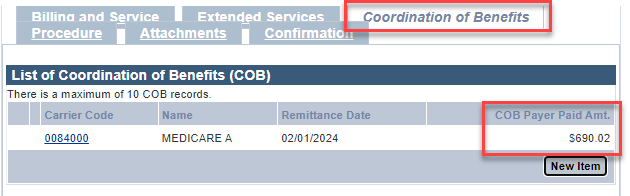 Billing and Service Extended Services Coordination of Benefits
Procedure Attachments Confirmation
List of Coordination of Benefits (COB)
There is a maximum of 10 COB records.
Carrier Code Name Remittance Date COB Payer Paid Amt.
0084000 MEDICARE A 02/01/2024 $690.02
New Item